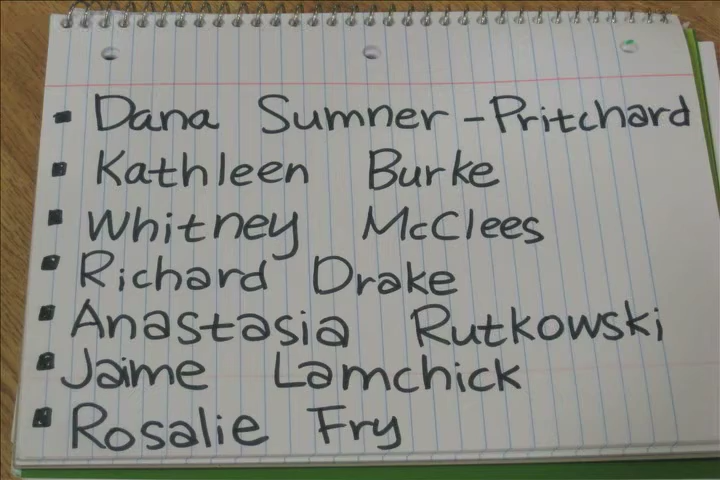 ▪ Dana Sumner-Pritchard
▪ Kathleen Burke
▪ Whitney McClees
▪ Richard Drake
▪ Anastasia Rutkowski
▪ Jaime Lamchick
▪ Rosalie Fry